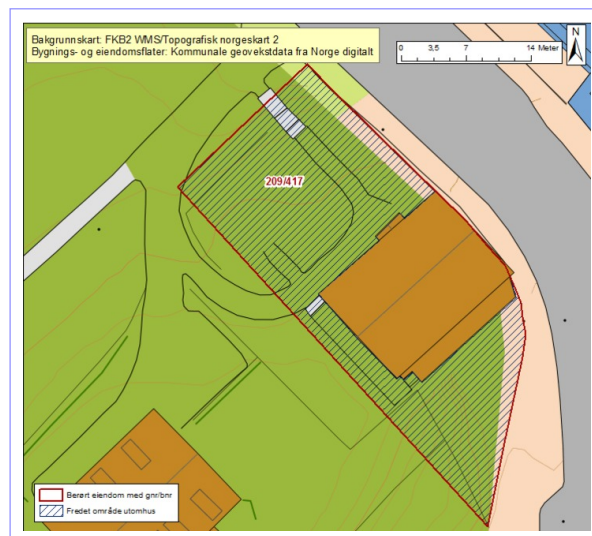 Bakgrunnskart: FKB2 WMS/Topografisk norgeskart 2
Bygnings- og eiendomsflater: Kommunale geovekstdata fra Norge digitalt
0 3,5 7 14 Meter
N
209/417
Berørt eiendom med gnr/bnr
Fredet område utomhus